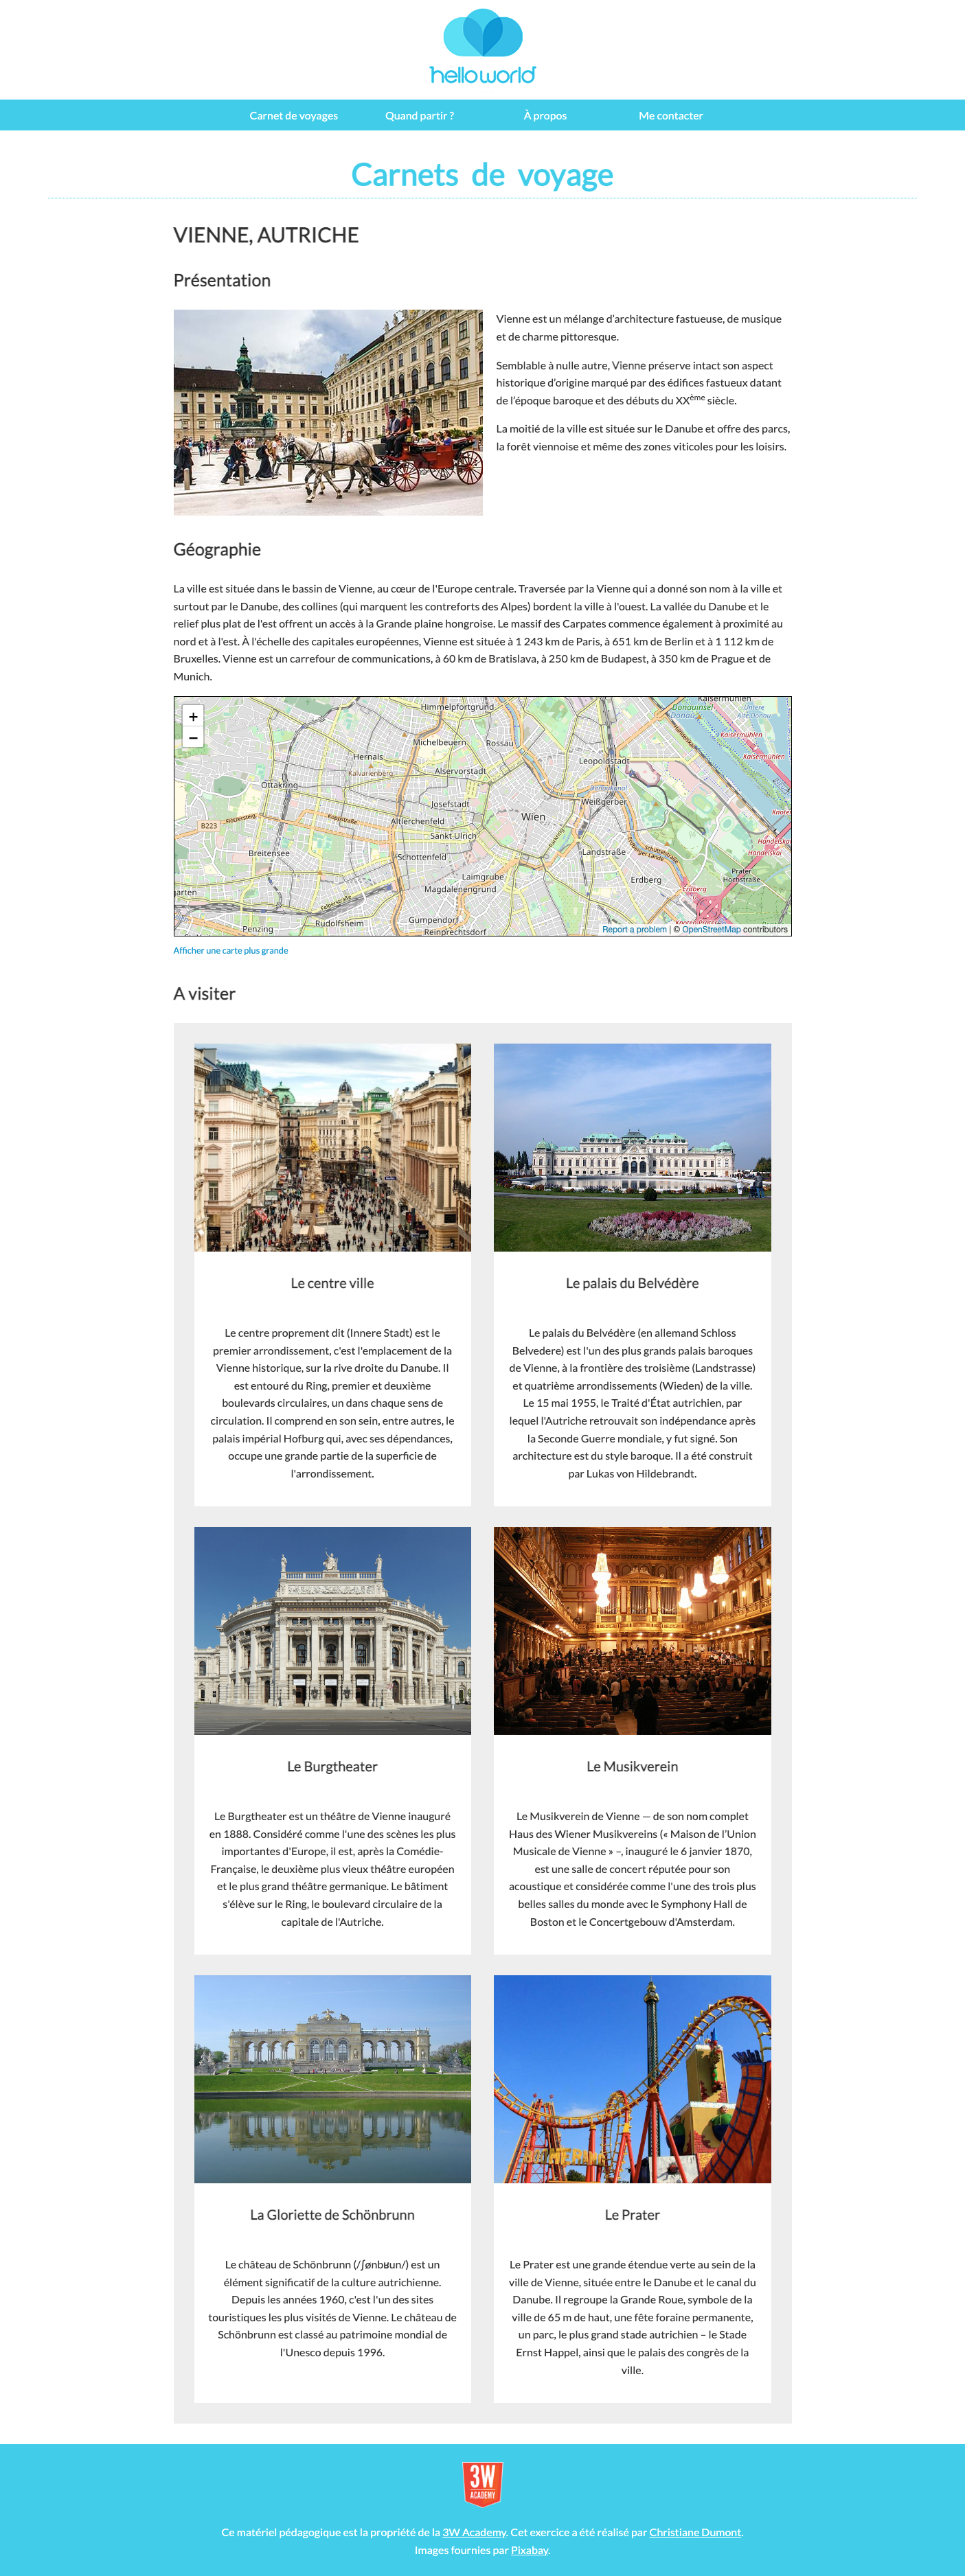 helloworld
Carnet de voyages
Quand partir ?
À propos
Me contacter
Carnets de voyage
VIENNE, AUTRICHE
Présentation
Vienne est un mélange d'architecture fastueuse, de musique
et de charme pittoresque.
Semblable à nulle autre, Vienne préserve intact son aspect
historique d'origine marqué par des édifices fastueux datant
de l'époque baroque et des débuts du XXème siècle.
La moitié de la ville est située sur le Danube et offre des parcs,
la forêt viennoise et même des zones viticoles pour les loisirs.
Géographie
La ville est située dans le bassin de Vienne, au cœur de l'Europe centrale. Traversée par la Vienne qui a donné son nom à la ville et
surtout par le Danube, des collines (qui marquent les contreforts des Alpes) bordent la ville à l'ouest. La vallée du Danube et le
relief plus plat de l'est offrent un accès à la Grande plaine hongroise. Le massif des Carpates commence également à proximité au
nord et à l'est. À l'échelle des capitales européennes, Vienne est située à 1 243 km de Paris, à 651 km de Berlin et à 1 112 km de
Bruxelles. Vienne est un carrefour de communications, à 60 km de Bratislava, à 250 km de Budapest, à 350 km de Prague et de
Munich.
+
−
Himmelpfortgrund
Kaisermühlen
Donauinsel
Donau
Untere
Alte Donau
Kaisermühlen
Kaisermühlen
Michelbeuern
Rossau
Hernals
Kalvarienberg
Alservorstadt
Leopoldstadt
Ottakring
Donaukanal
Weißgerber
Josefstadt
Altlerchenfeld
Wien
B223
Sankt Ulrich
Breitensee
Schottenfeld
Landstraße
Handelskai
Handelskai
Prater
Hochstraße
Laimgrube
Magdalenengrund
Erdberg
Erdberg
Gumpendorf
Rudolfsheim
Penzing
Reinprechtsdorf
Report a problem | © OpenStreetMap contributors
Afficher une carte plus grande
A visiter
Le centre ville
Le centre proprement dit (Innere Stadt) est le
premier arrondissement, c'est l'emplacement de la
Vienne historique, sur la rive droite du Danube. Il
est entouré du Ring, premier et deuxième
boulevards circulaires, un dans chaque sens de
circulation. Il comprend en son sein, entre autres, le
palais impérial Hofburg qui, avec ses dépendances,
occupe une grande partie de la superficie de
l'arrondissement.
Le palais du Belvédère
Le palais du Belvédère (en allemand Schloss
Belvedere) est l'un des plus grands palais baroques
de Vienne, à la frontière des troisième (Landstrasse)
et quatrième arrondissements (Wieden) de la ville.
Le 15 mai 1955, le Traité d'État autrichien, par
lequel l'Autriche retrouvait son indépendance après
la Seconde Guerre mondiale, y fut signé. Son
architecture est du style baroque. Il a été construit
par Lukas von Hildebrandt.
Le Burgtheater
Le Burgtheater est un théâtre de Vienne inauguré
en 1888. Considéré comme l'une des scènes les plus
importantes d'Europe, il est, après la Comédie-
Française, le deuxième plus vieux théâtre européen
et le plus grand théâtre germanique. Le bâtiment
s'élève sur le Ring, le boulevard circulaire de la
capitale de l'Autriche.
Le Musikverein
Le Musikverein de Vienne — de son nom complet
Haus des Wiener Musikvereins (« Maison de l'Union
Musicale de Vienne » –, inauguré le 6 janvier 1870,
est une salle de concert réputée pour son
acoustique et considérée comme l'une des trois plus
belles salles du monde avec le Symphony Hall de
Boston et le Concertgebouw d'Amsterdam.
La Gloriette de Schönbrunn
Le château de Schönbrunn (/ʃønbʁun/) est un
élément significatif de la culture autrichienne.
Depuis les années 1960, c'est l'un des sites
touristiques les plus visités de Vienne. Le château de
Schönbrunn est classé au patrimoine mondial de
l'Unesco depuis 1996.
Le Prater
Le Prater est une grande étendue verte au sein de la
ville de Vienne, située entre le Danube et le canal du
Danube. Il regroupe la Grande Roue, symbole de la
ville de 65 m de haut, une fête foraine permanente,
un parc, le plus grand stade autrichien – le Stade
Ernst Happel, ainsi que le palais des congrès de la
ville.
3W
ACADEMY
Ce matériel pédagogique est la propriété de la 3W Academy. Cet exercice a été réalisé par Christiane Dumont.
Images fournies par Pixabay.